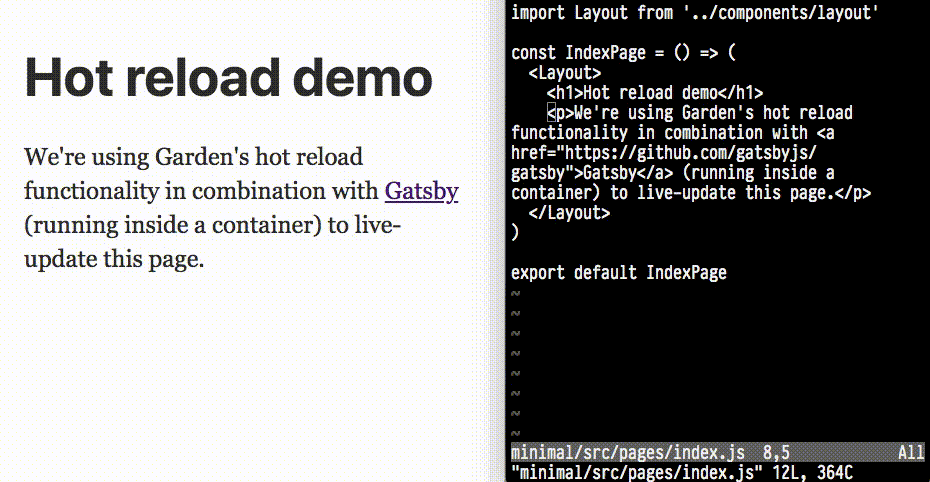 Hot reload demo
We're using Garden's hot reload
functionality in combination with Gatsby
(running inside a container) to live-
update this page.
import Layout from '../components/layout'
const IndexPage = () => (
<Layout>
<h1>Hot reload demo</h1>
<p>We're using Garden's hot reload
functionality in combination with <a
href="https://github.com/gatsbyjs/
gatsby">Gatsby</a> (running inside a
container) to live-update this page.</p>
</Layout>
)
export default IndexPage
~
~
~
~
~
~
~
~
minimal/src/pages/index.js 8,5 All
"minimal/src/pages/index.js" 12L, 364C